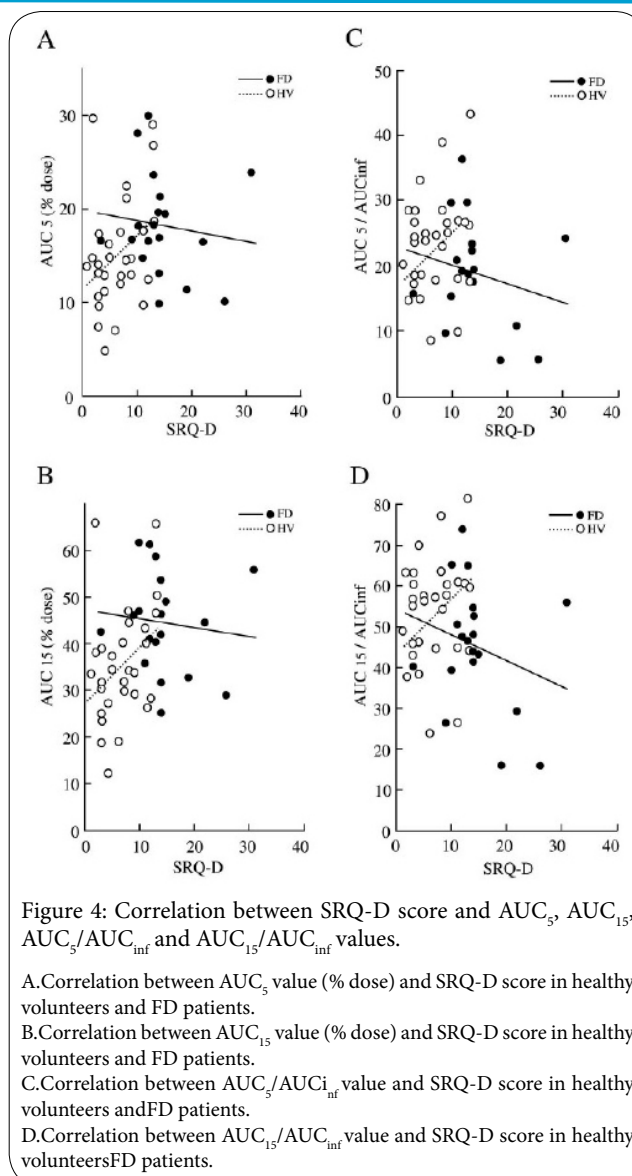 A
FD
HV
AUC 5 (% dose)
30
20
10
0
0 10 20 30 40
SRQ-D
C
FD
HV
AUC 5 / AUCinf
50
40
30
20
10
0
0 10 20 30 40
SRQ-D
B
FD
HV
AUC 15 (% dose)
60
50
40
30
20
10
0
0 10 20 30 40
SRQ-D
D
FD
HV
AUC 15 / AUCinf
80
70
60
50
40
30
20
10
0
0 10 20 30 40
SRQ-D
Figure 4: Correlation between SRQ-D score and AUC₅, AUC₁₅,
AUC₅/AUCinf and AUC₁₅/AUCinf values.
A.Correlation between AUC₅ value (% dose) and SRQ-D score in healthy
volunteers and FD patients.
B.Correlation between AUC₁₅ value (% dose) and SRQ-D score in healthy
volunteers and FD patients.
C.Correlation between AUC₅/AUCinf value and SRQ-D score in healthy
volunteers andFD patients.
D.Correlation between AUC₁₅/AUCinf value and SRQ-D score in healthy
volunteersFD patients.